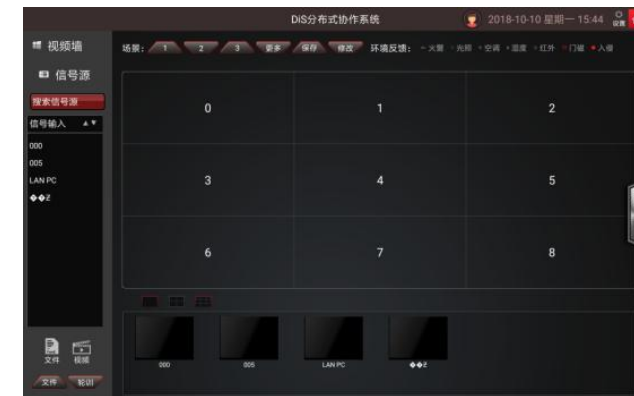 DiS分布式协作系统
2018-10-10 星期一 15:44
设置
视频墙
场景: 1 2 3 更多 保存 修改 环境反馈: 火警 光照 空调 温度 红外 门磁 入侵
信号源
搜索信号源
信号输入 ▲▼
000
005
LAN PC
��Z
0 1 2
3 4 5
6 7 8
000 005 LAN PC ��Z
文件 视频
文件 轮训